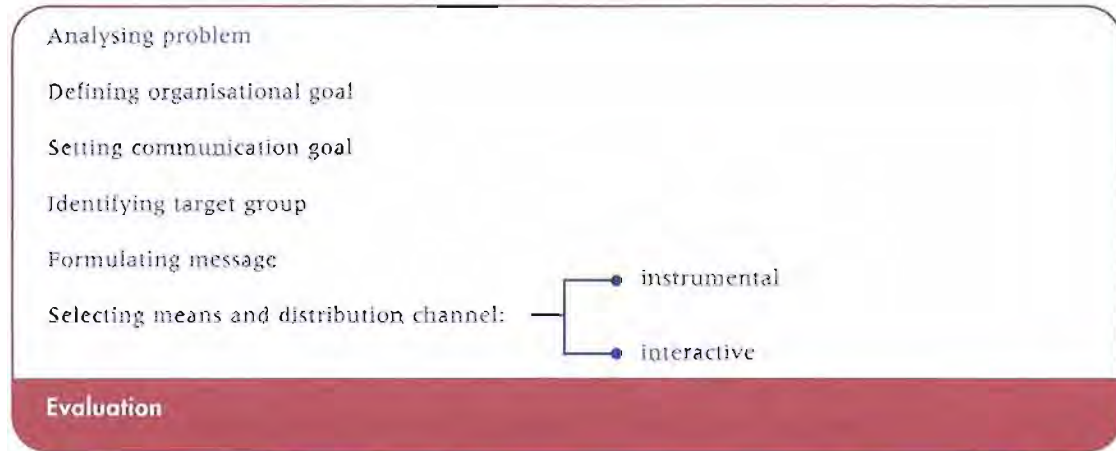 Analysing problem
Defining organisational goal
Setting communication goal
Identifying target group
Formulating message
instrumental
Selecting means and distribution channel:
interactive
Evaluation